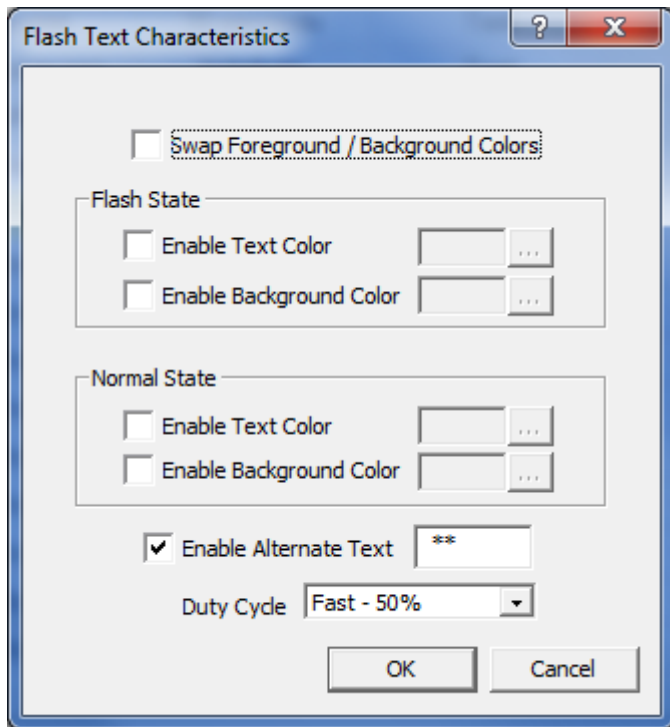 Flash Text Characteristics
?
Swap Foreground / Background Colors
Flash State
Enable Text Color ...
Enable Background Color ...
Normal State
Enable Text Color ...
Enable Background Color ...
Enable Alternate Text **
Duty Cycle Fast - 50%
OK Cancel